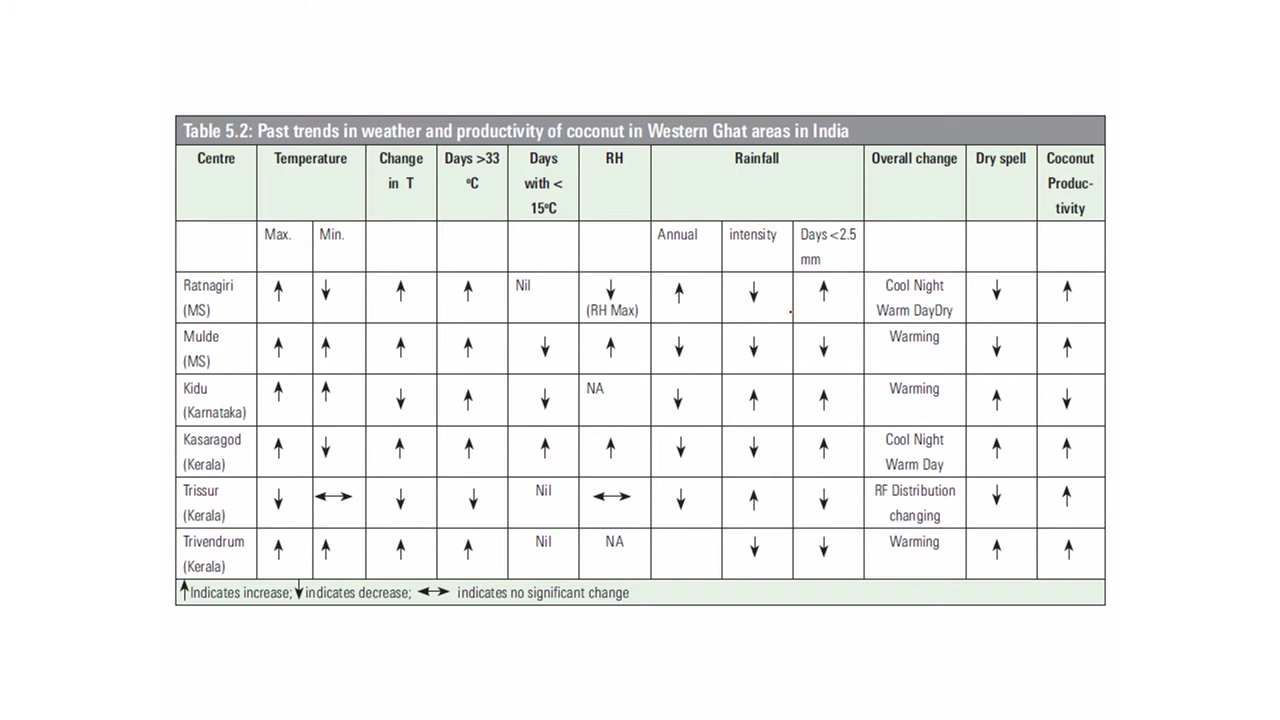 Table 5.2: Past trends in weather and productivity of coconut in Western Ghat areas in India
Centre Temperature Change in T Days >33 ºC Days with < 15ºC RH Rainfall Overall change Dry spell Coconut Produc-tivity
Max. Min. Annual intensity Days <2.5 mm
Ratnagiri (MS) ↑ ↓ ↑ ↑ Nil ↓ (RH Max) ↑ ↓ ↑ Cool Night Warm DayDry ↓ ↑
Mulde (MS) ↑ ↑ ↑ ↑ ↓ ↑ ↓ ↓ ↓ Warming ↓ ↑
Kidu (Karnataka) ↑ ↑ ↓ ↑ ↓ NA ↓ ↑ ↑ Warming ↑ ↓
Kasaragod (Kerala) ↑ ↓ ↑ ↑ ↑ ↑ ↓ ↓ ↑ Cool Night Warm Day ↑ ↑
Trissur (Kerala) ↓ ↔ ↓ ↓ Nil ↔ ↓ ↑ ↓ RF Distribution changing ↓ ↑
Trivendrum (Kerala) ↑ ↑ ↑ ↑ Nil NA ↓ ↓ Warming ↑ ↑
↑Indicates increase; ↓indicates decrease; ↔ indicates no significant change